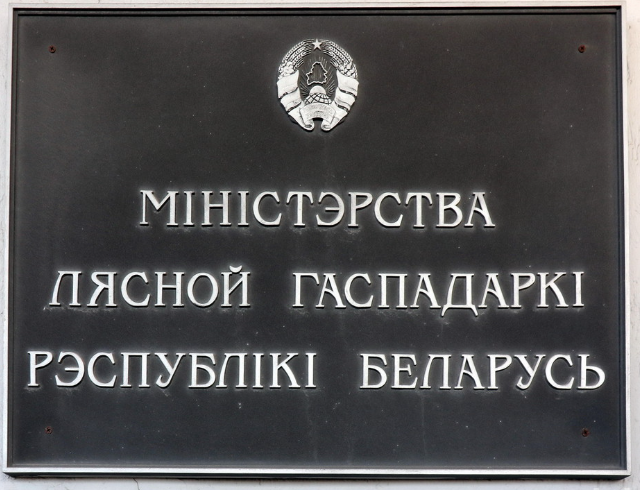 МІНІСТЭРСТВА
ЛЯСНОЙ ГАСПАДАРКІ
РЭСПУБЛІКІ БЕЛАРУСЬ